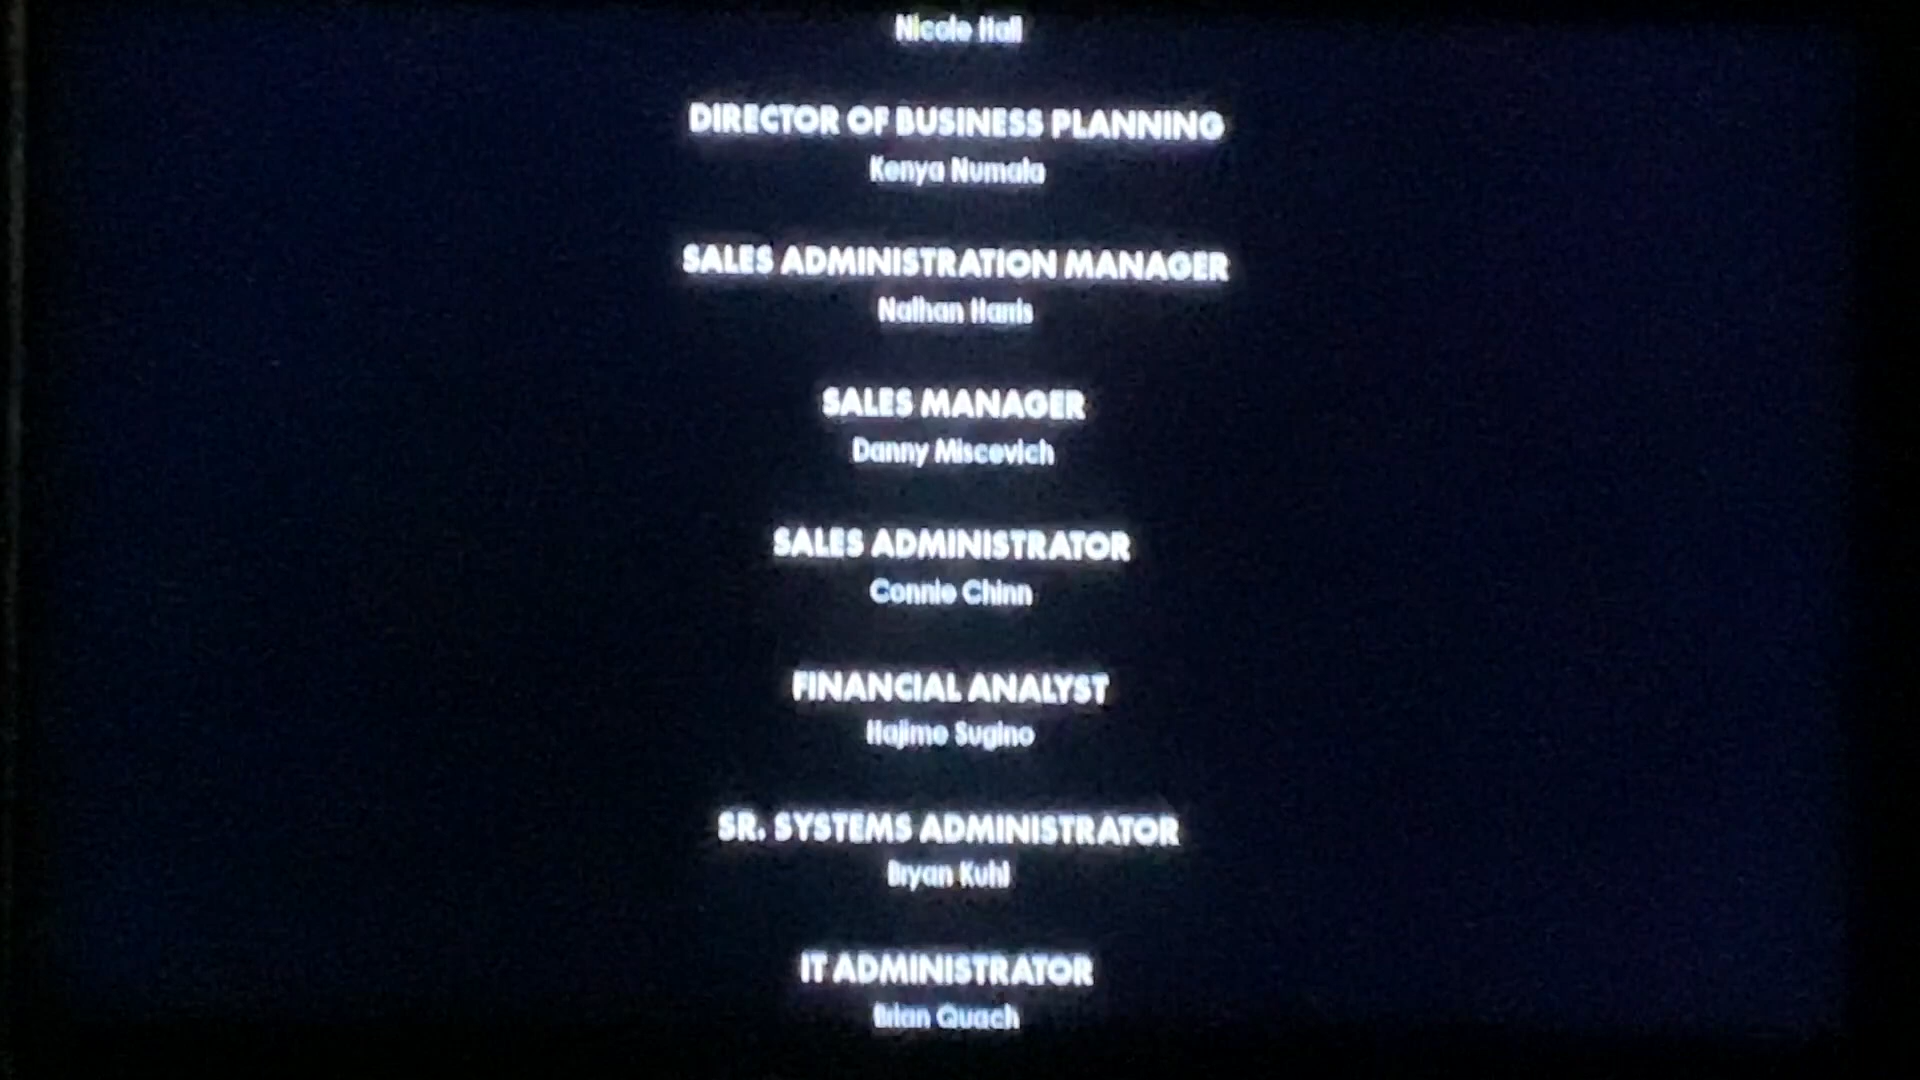 Nicole Hall
DIRECTOR OF BUSINESS PLANNING
Kenya Numata
SALES ADMINISTRATION MANAGER
Nathan Harris
SALES MANAGER
Danny Miscevich
SALES ADMINISTRATOR
Connie Chinn
FINANCIAL ANALYST
Hajime Sugino
SR. SYSTEMS ADMINISTRATOR
Bryan Kuhl
IT ADMINISTRATOR
Brian Quach